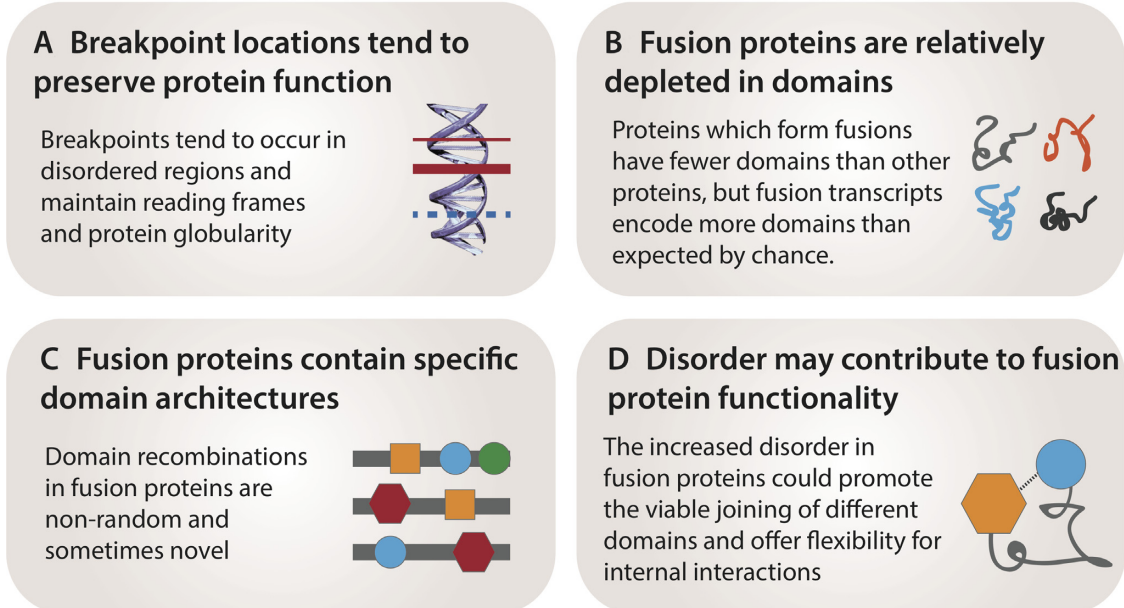 A Breakpoint locations tend to
preserve protein function
Breakpoints tend to occur in
disordered regions and
maintain reading frames
and protein globularity
B Fusion proteins are relatively
depleted in domains
Proteins which form fusions
have fewer domains than other
proteins, but fusion transcripts
encode more domains than
expected by chance.
C Fusion proteins contain specific
domain architectures
Domain recombinations
in fusion proteins are
non-random and
sometimes novel
D Disorder may contribute to fusion
protein functionality
The increased disorder in
fusion proteins could promote
the viable joining of different
domains and offer flexibility for
internal interactions